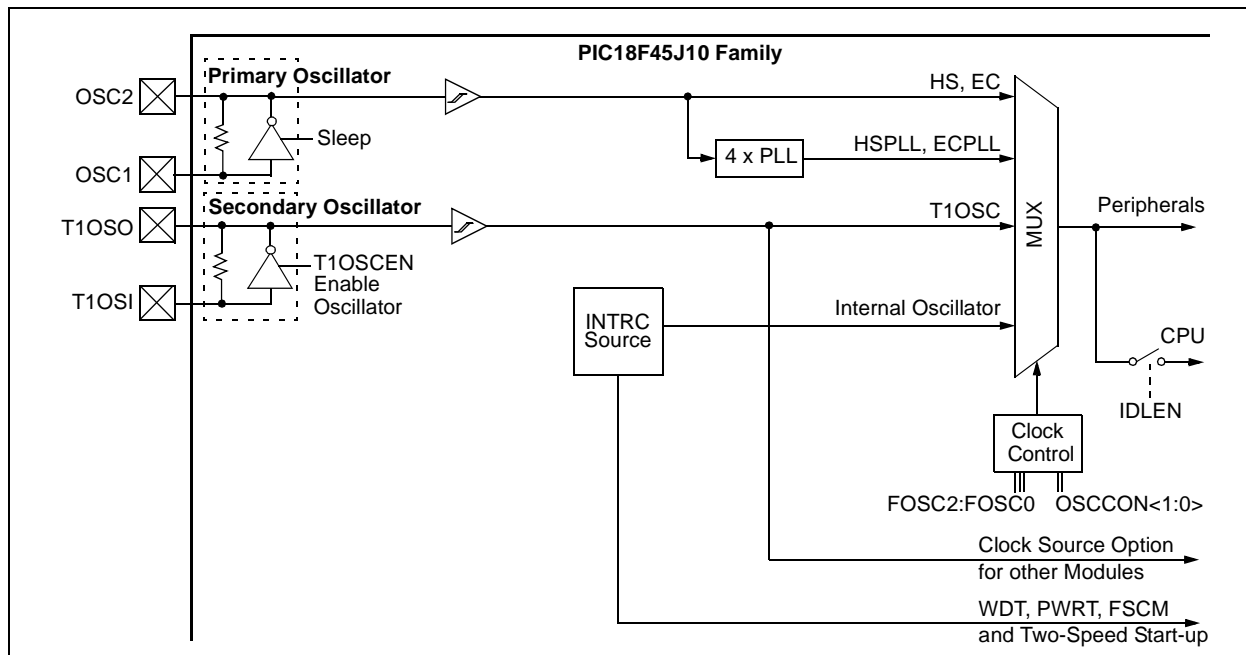 PIC18F45J10 Family
Primary Oscillator
OSC2
HS, EC
Sleep
4 x PLL
HSPLL, ECPLL
OSC1
Secondary Oscillator
T1OSO
T1OSC
MUX
Peripherals
T1OSCEN
Enable
Oscillator
T1OSI
INTRC
Source
Internal Oscillator
CPU
IDLEN
Clock
Control
FOSC2:FOSC0 OSCCON<1:0>
Clock Source Option
for other Modules
WDT, PWRT, FSCM
and Two-Speed Start-up